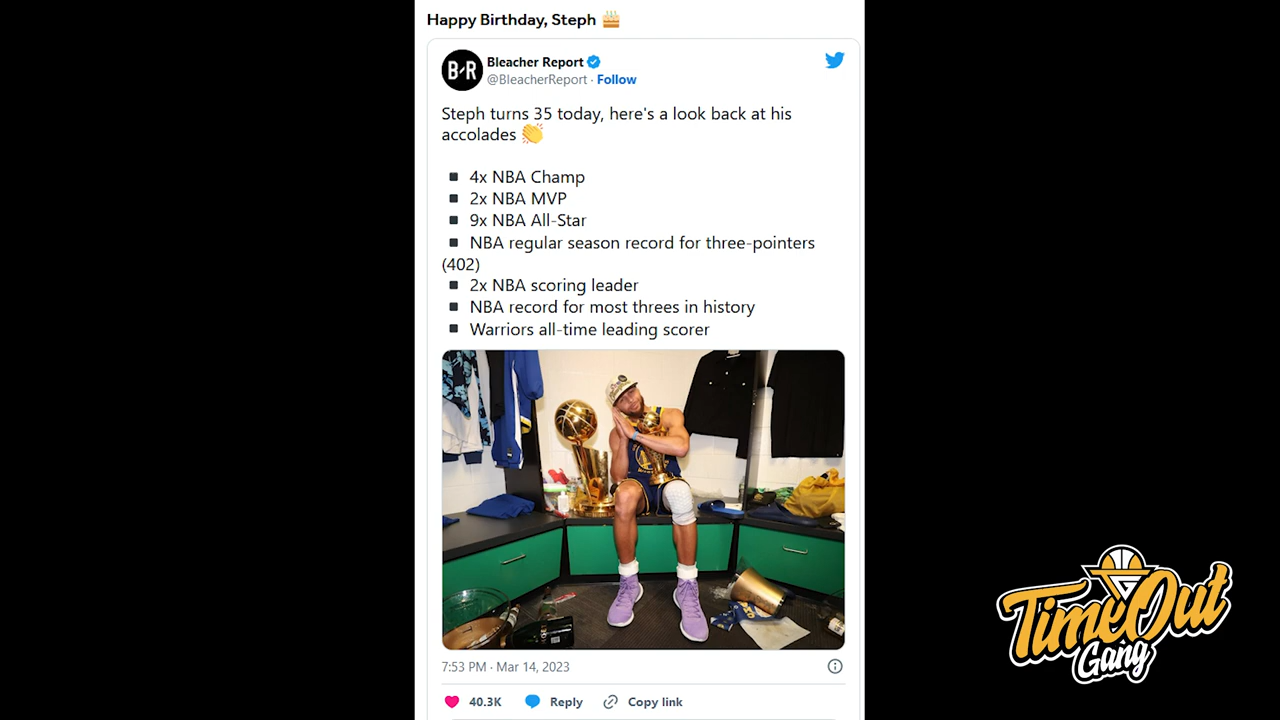 Happy Birthday, Steph 🎂
B/R
Bleacher Report
@BleacherReport · Follow
Steph turns 35 today, here's a look back at his
accolades 👏
▪ 4x NBA Champ
▪ 2x NBA MVP
▪ 9x NBA All-Star
▪ NBA regular season record for three-pointers
(402)
▪ 2x NBA scoring leader
▪ NBA record for most threes in history
▪ Warriors all-time leading scorer
7:53 PM · Mar 14, 2023
40.3K Reply Copy link
TimeOut
Gang